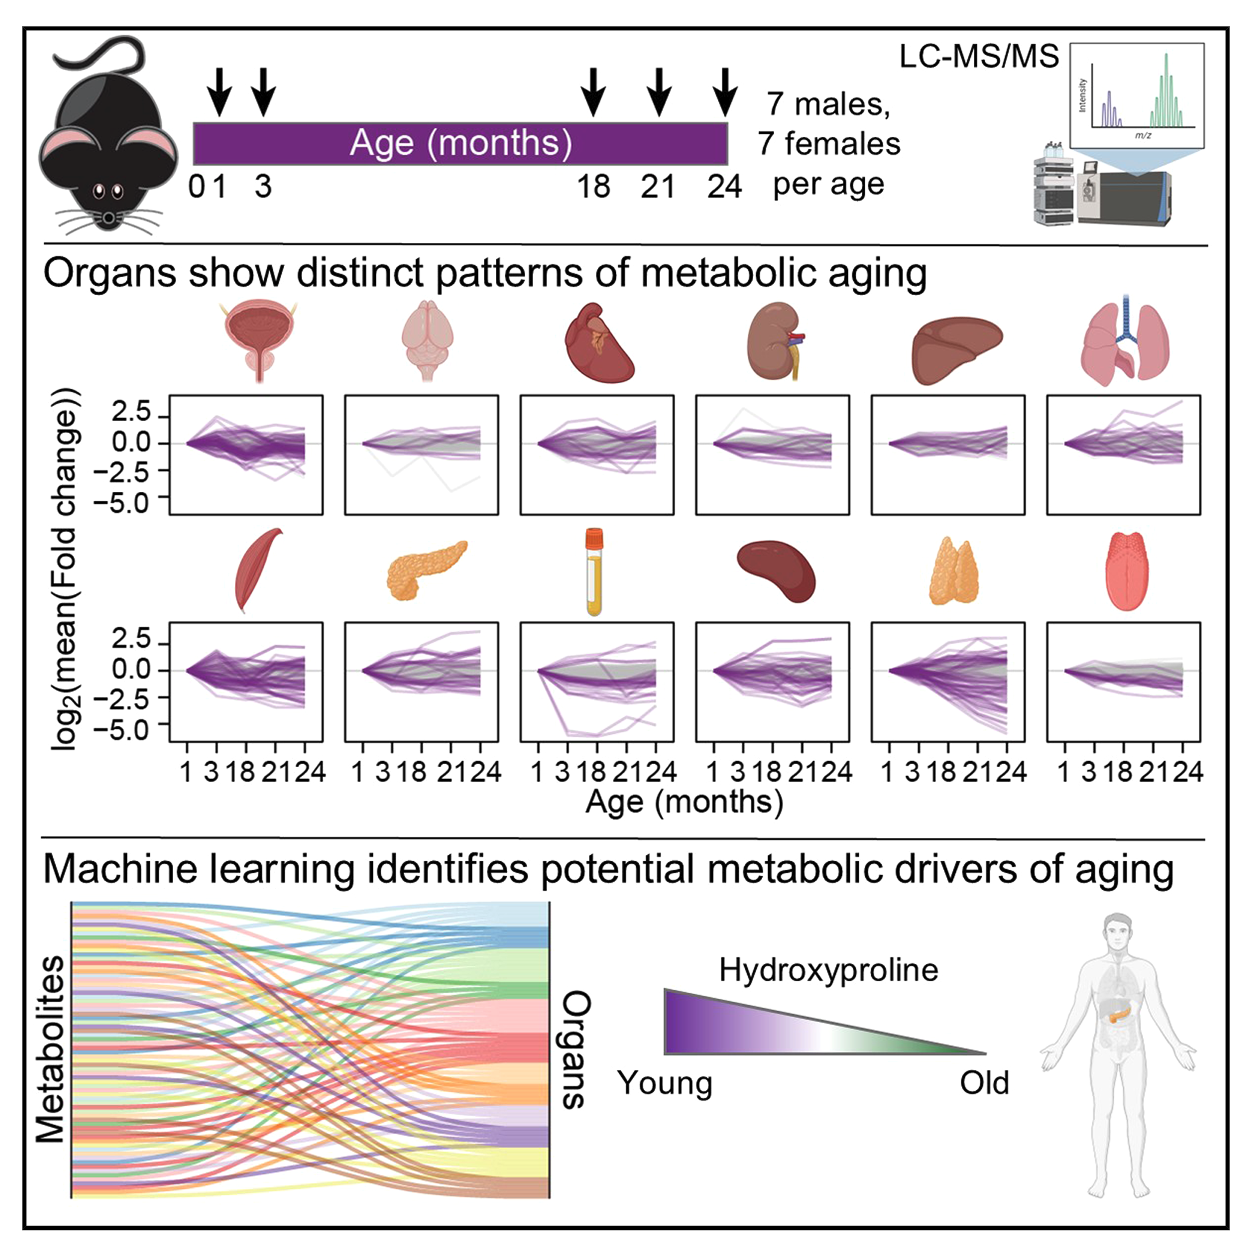 LC-MS/MS
Intensity
m/z
Age (months)
0 1 3 18 21 24
7 males,
7 females
per age
Organs show distinct patterns of metabolic aging
log₂(mean(Fold change))
2.5
0.0
−2.5
−5.0
2.5
0.0
−2.5
−5.0
1 3 18 21 24 1 3 18 21 24 1 3 18 21 24 1 3 18 21 24 1 3 18 21 24 1 3 18 21 24
Age (months)
Machine learning identifies potential metabolic drivers of aging
Metabolites
Organs
Hydroxyproline
Young Old